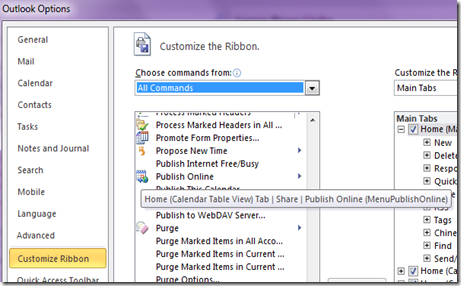 Outlook Options
General
Mail
Calendar
Contacts
Tasks
Notes and Journal
Search
Mobile
Language
Advanced
Customize Ribbon
Quick Access Toolbar
Customize the Ribbon.
Choose commands from:
All Commands
Process Marked Headers
Process Marked Headers in All ...
Promote Form Properties...
Propose New Time
Publish Internet Free/Busy
Publish Online
Publish This Calendar
Home (Calendar Table View) Tab | Share | Publish Online (MenuPublishOnline)
Publish to WebDAV Server...
Purge
Purge Marked Items in All Acco...
Purge Marked Items in Current ...
Purge Marked Items in Current ...
Purge Options...
Customize the R
Main Tabs
Main Tabs
Home (Ma
New
Delet
Respo
Quick
Tags
Chine
Find
Send/
Home (Ca